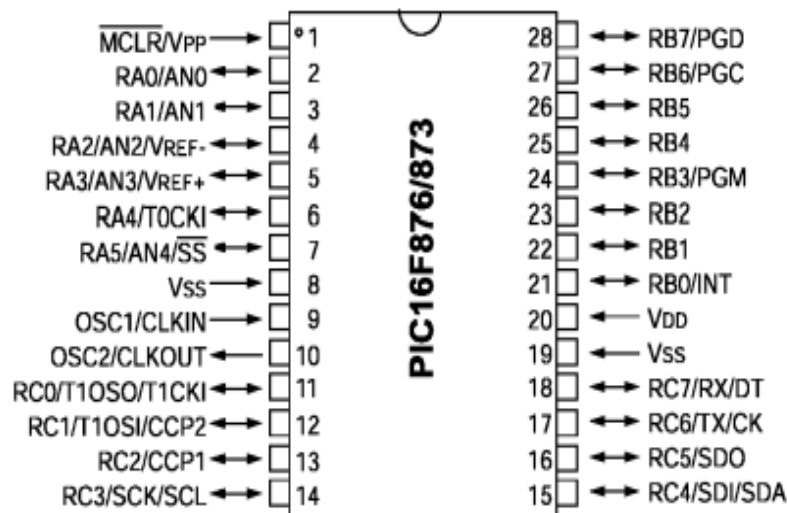 MCLR/VPP 1 28 RB7/PGD
RA0/AN0 2 27 RB6/PGC
RA1/AN1 3 26 RB5
RA2/AN2/VREF- 4 25 RB4
RA3/AN3/VREF+ 5 24 RB3/PGM
RA4/T0CKI 6 23 RB2
RA5/AN4/SS 7 22 RB1
VSS 8 21 RB0/INT
OSC1/CLKIN 9 20 VDD
OSC2/CLKOUT 10 19 VSS
RC0/T1OSO/T1CKI 11 18 RC7/RX/DT
RC1/T1OSI/CCP2 12 17 RC6/TX/CK
RC2/CCP1 13 16 RC5/SDO
RC3/SCK/SCL 14 15 RC4/SDI/SDA
PIC16F876/873